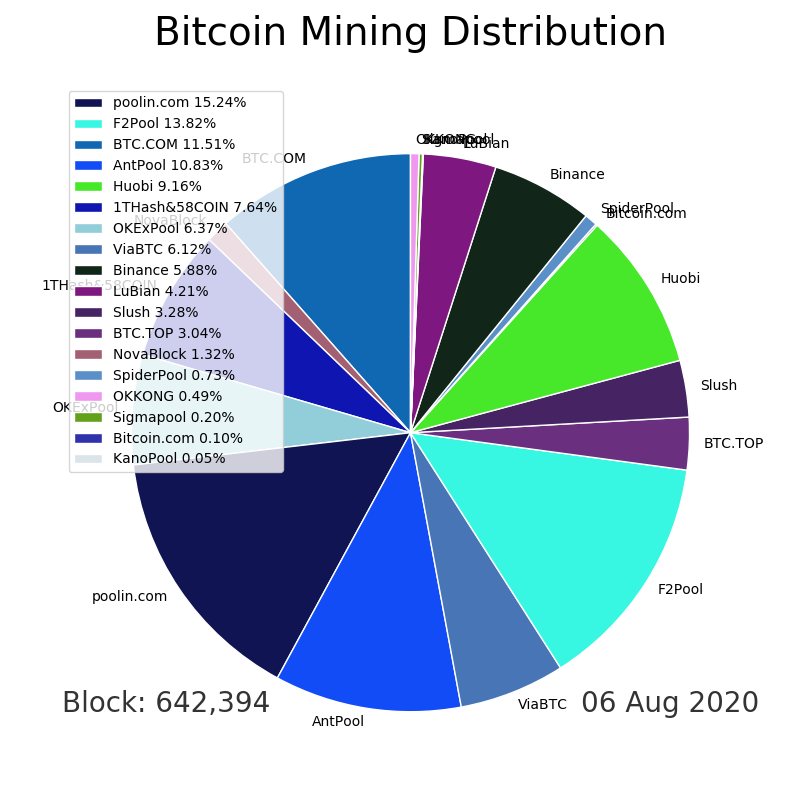 Bitcoin Mining Distribution
poolin.com 15.24%
F2Pool 13.82%
BTC.COM 11.51%
AntPool 10.83%
Huobi 9.16%
1THash&58COIN 7.64%
OKExPool 6.37%
ViaBTC 6.12%
Binance 5.88%
LuBian 4.21%
Slush 3.28%
BTC.TOP 3.04%
NovaBlock 1.32%
SpiderPool 0.73%
OKKONG 0.49%
Sigmapool 0.20%
Bitcoin.com 0.10%
KanoPool 0.05%
BTC.COM
NovaBlock
1THash&58COIN
OKExPool
poolin.com
AntPool
ViaBTC
F2Pool
BTC.TOP
Slush
Huobi
Bitcoin.com
SpiderPool
Binance
LuBian
Block: 642,394
06 Aug 2020